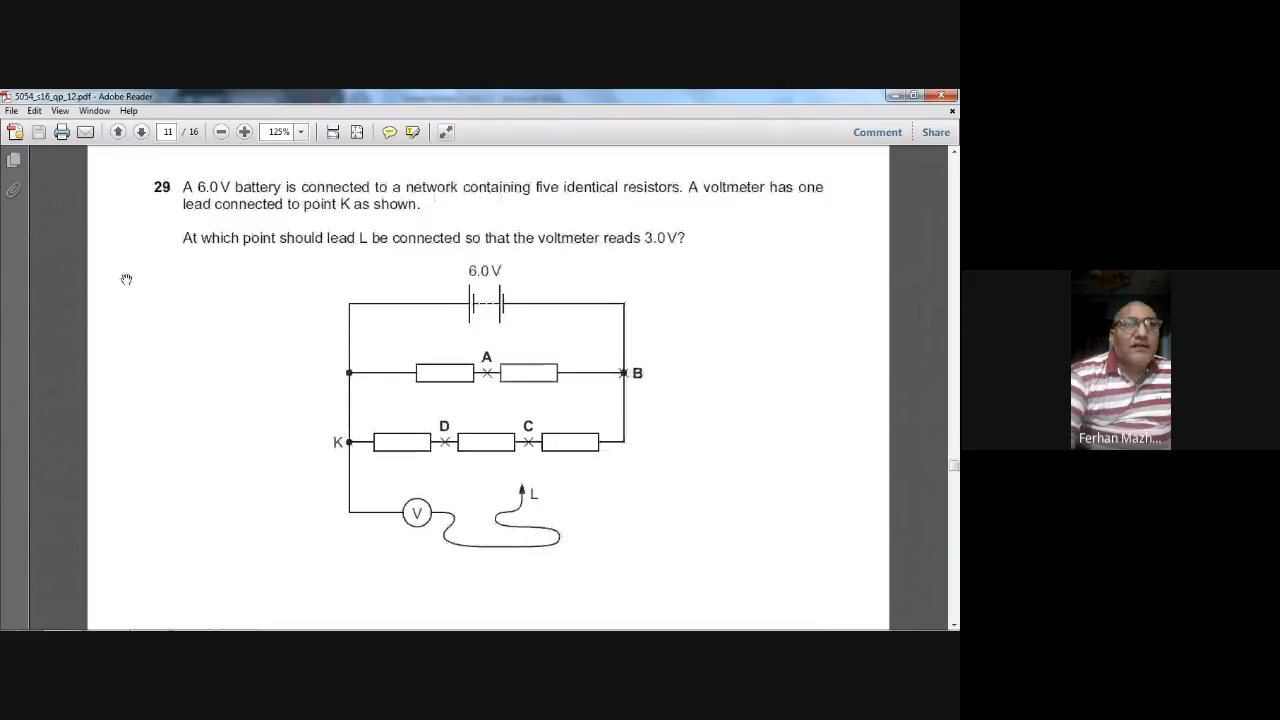 5054_s16_qp_12.pdf - Adobe Reader
File Edit View Window Help
11 / 16 125% Comment Share
29 A 6.0 V battery is connected to a network containing five identical resistors. A voltmeter has one
lead connected to point K as shown.
At which point should lead L be connected so that the voltmeter reads 3.0 V?
6.0 V
A
B
D C
K
L
V
Ferhan Mazh...